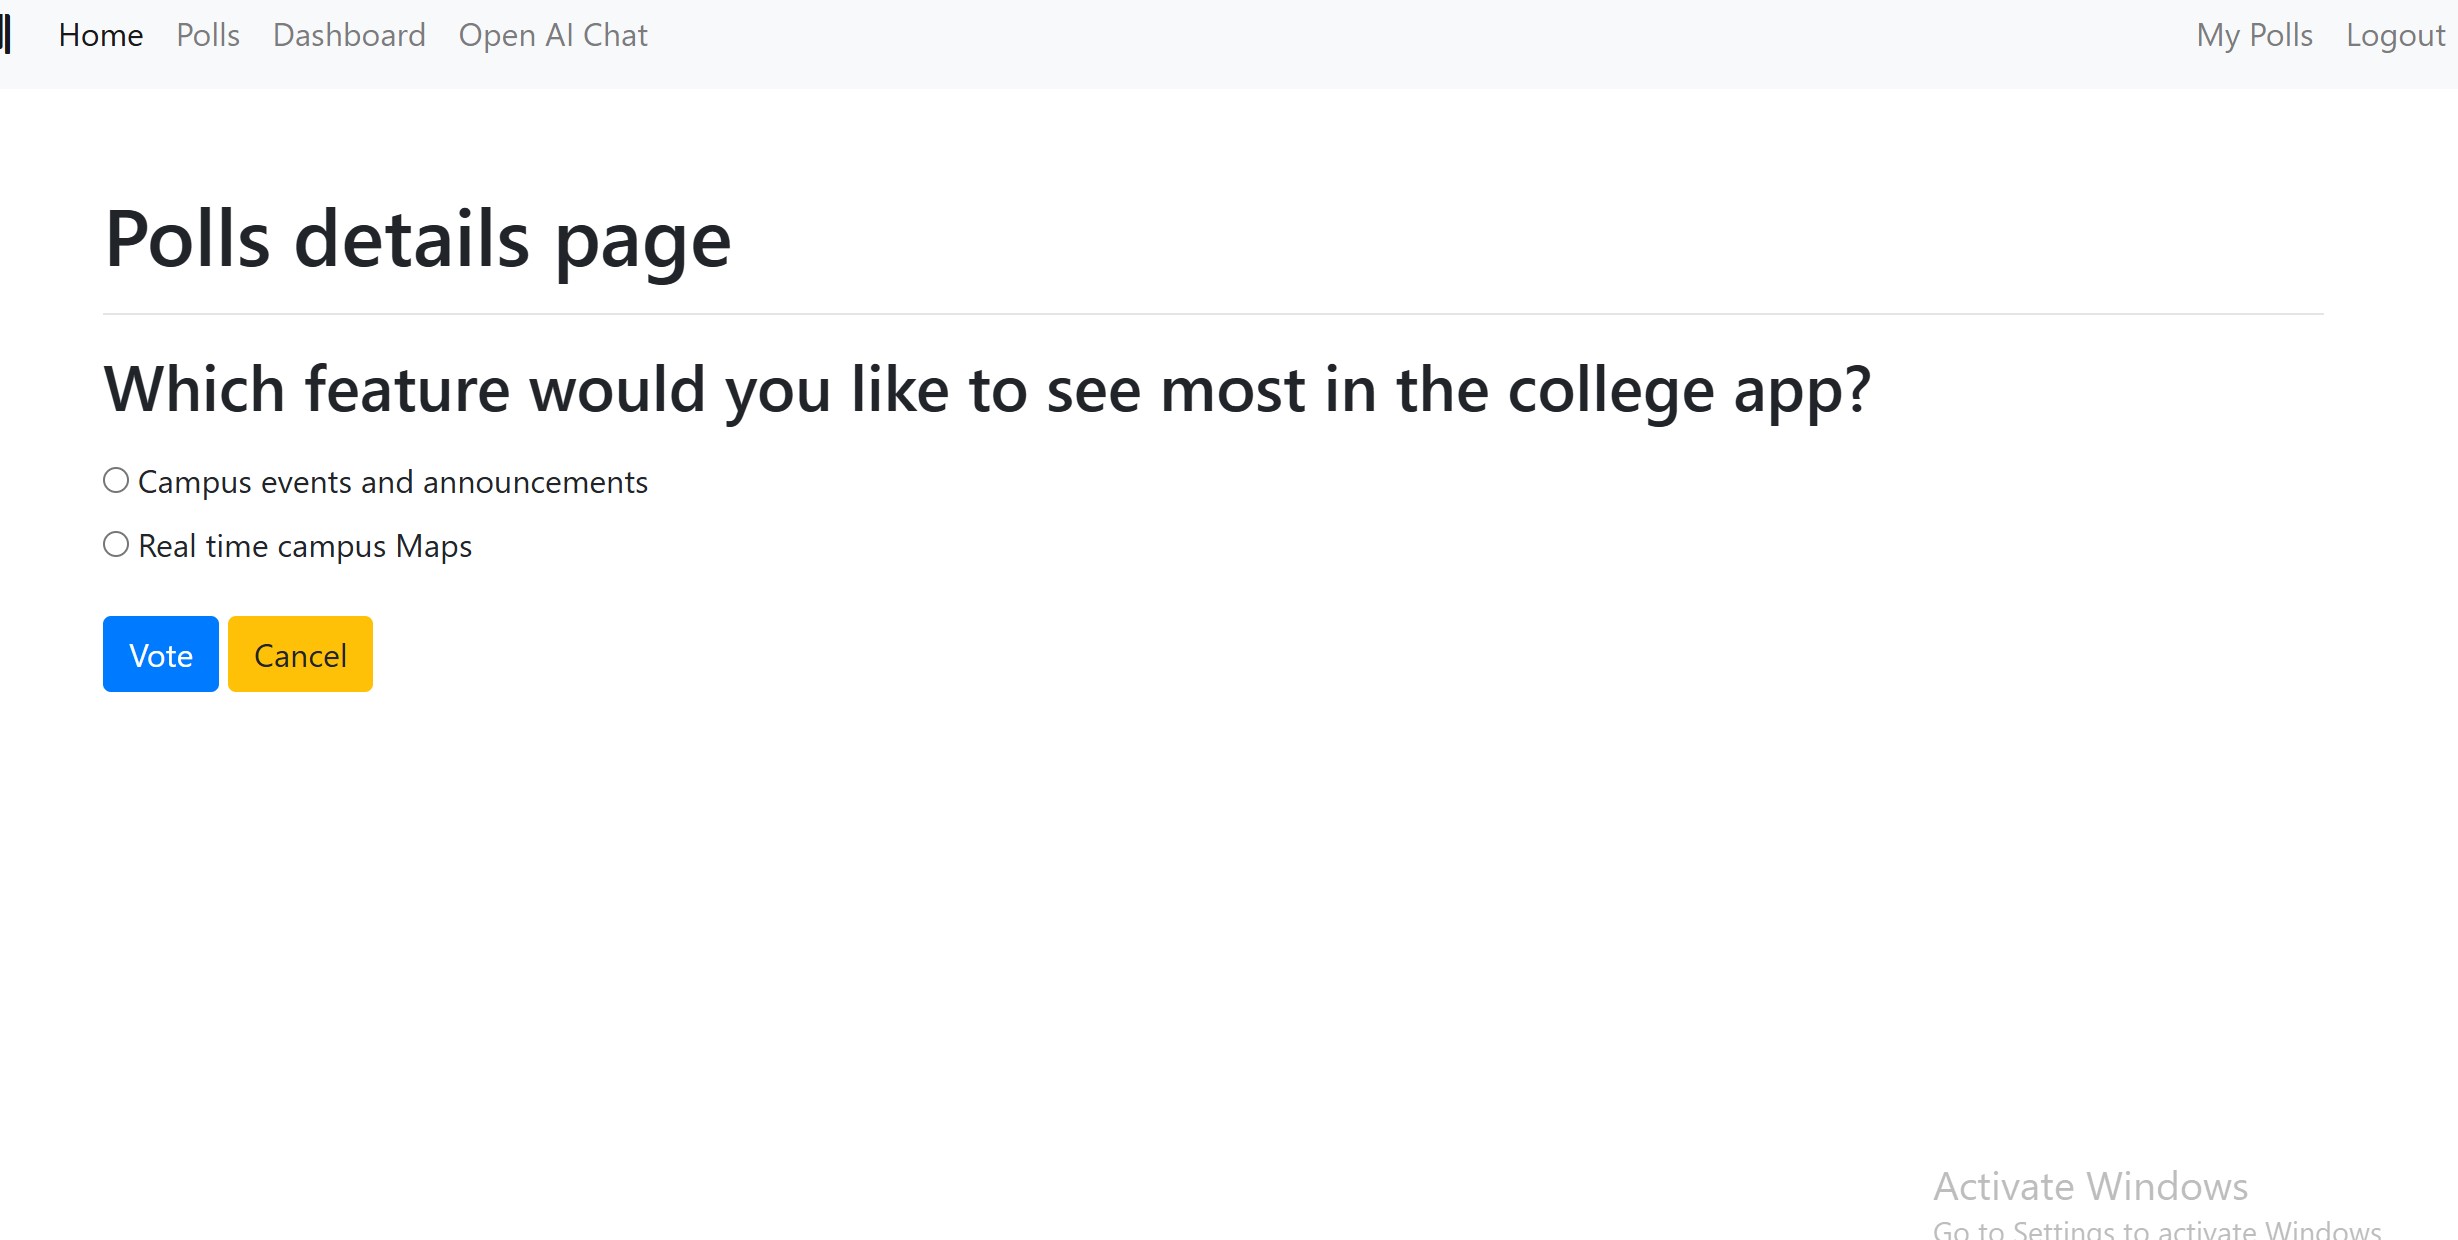 Home Polls Dashboard Open AI Chat My Polls Logout
Polls details page
Which feature would you like to see most in the college app?
Campus events and announcements
Real time campus Maps
Vote Cancel
Activate Windows
Go to Settings to activate Windows